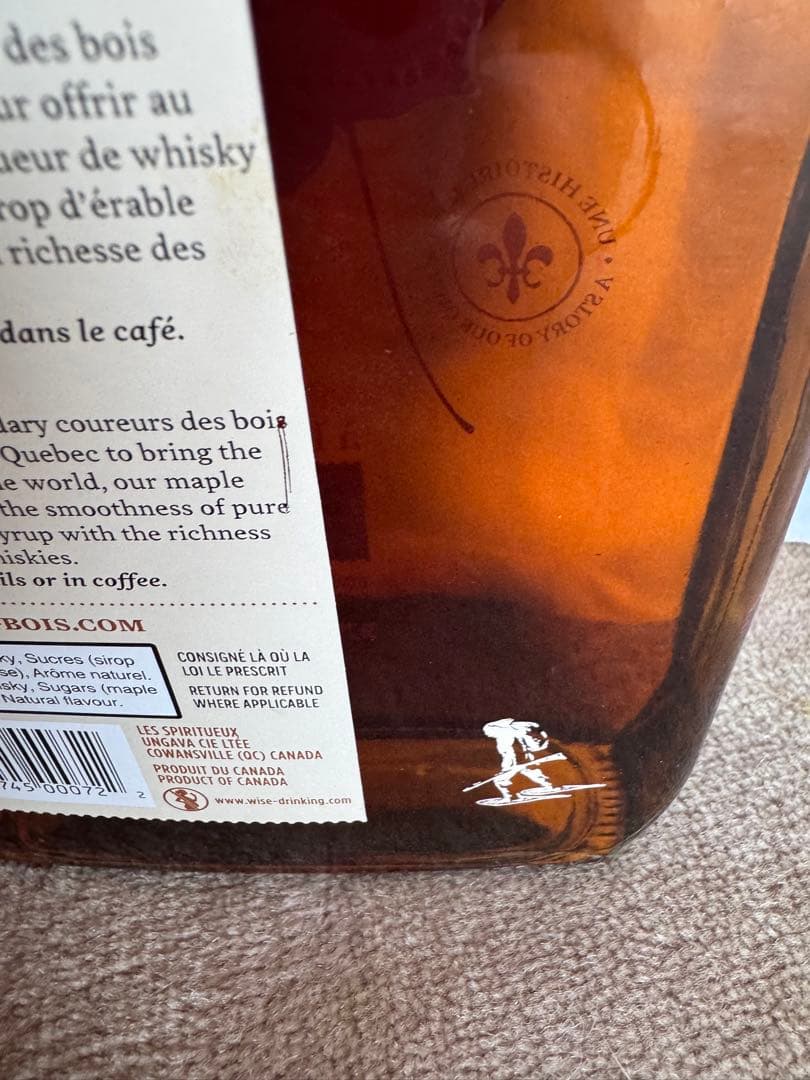 des bois
ur offrir au
ueur de whisky
rop d'érable
richesse des
dans le café.
dary coureurs des bois
Quebec to bring the
e world, our maple
the smoothness of pure
yrup with the richness
hiskies.
ils or in coffee.
BOIS.COM
ky, Sucres (sirop
se), Arôme naturel.
sky, Sugars (maple
Natural flavour.
CONSIGNÉ LÀ OÙ LA
LOI LE PRESCRIT
RETURN FOR REFUND
WHERE APPLICABLE
745 00072 2
LES SPIRITUEUX
UNGAVA CIE LTÉE
COWANSVILLE (QC) CANADA
PRODUIT DU CANADA
PRODUCT OF CANADA
www.wise-drinking.com
UNE HISTOIRE
• A STORY OF OUR